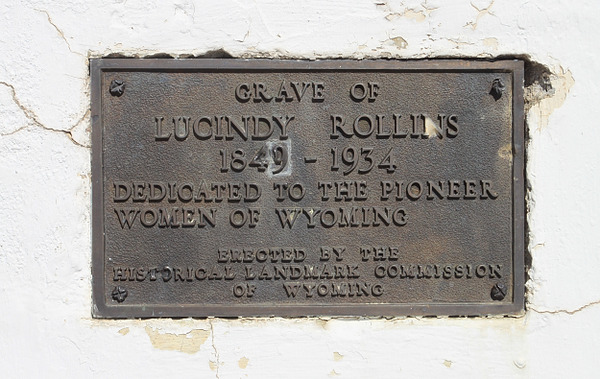 GRAVE OF
LUCINDY ROLLINS
1849 - 1934
DEDICATED TO THE PIONEER
WOMEN OF WYOMING
ERECTED BY THE
HISTORICAL LANDMARK COMMISSION
OF WYOMING